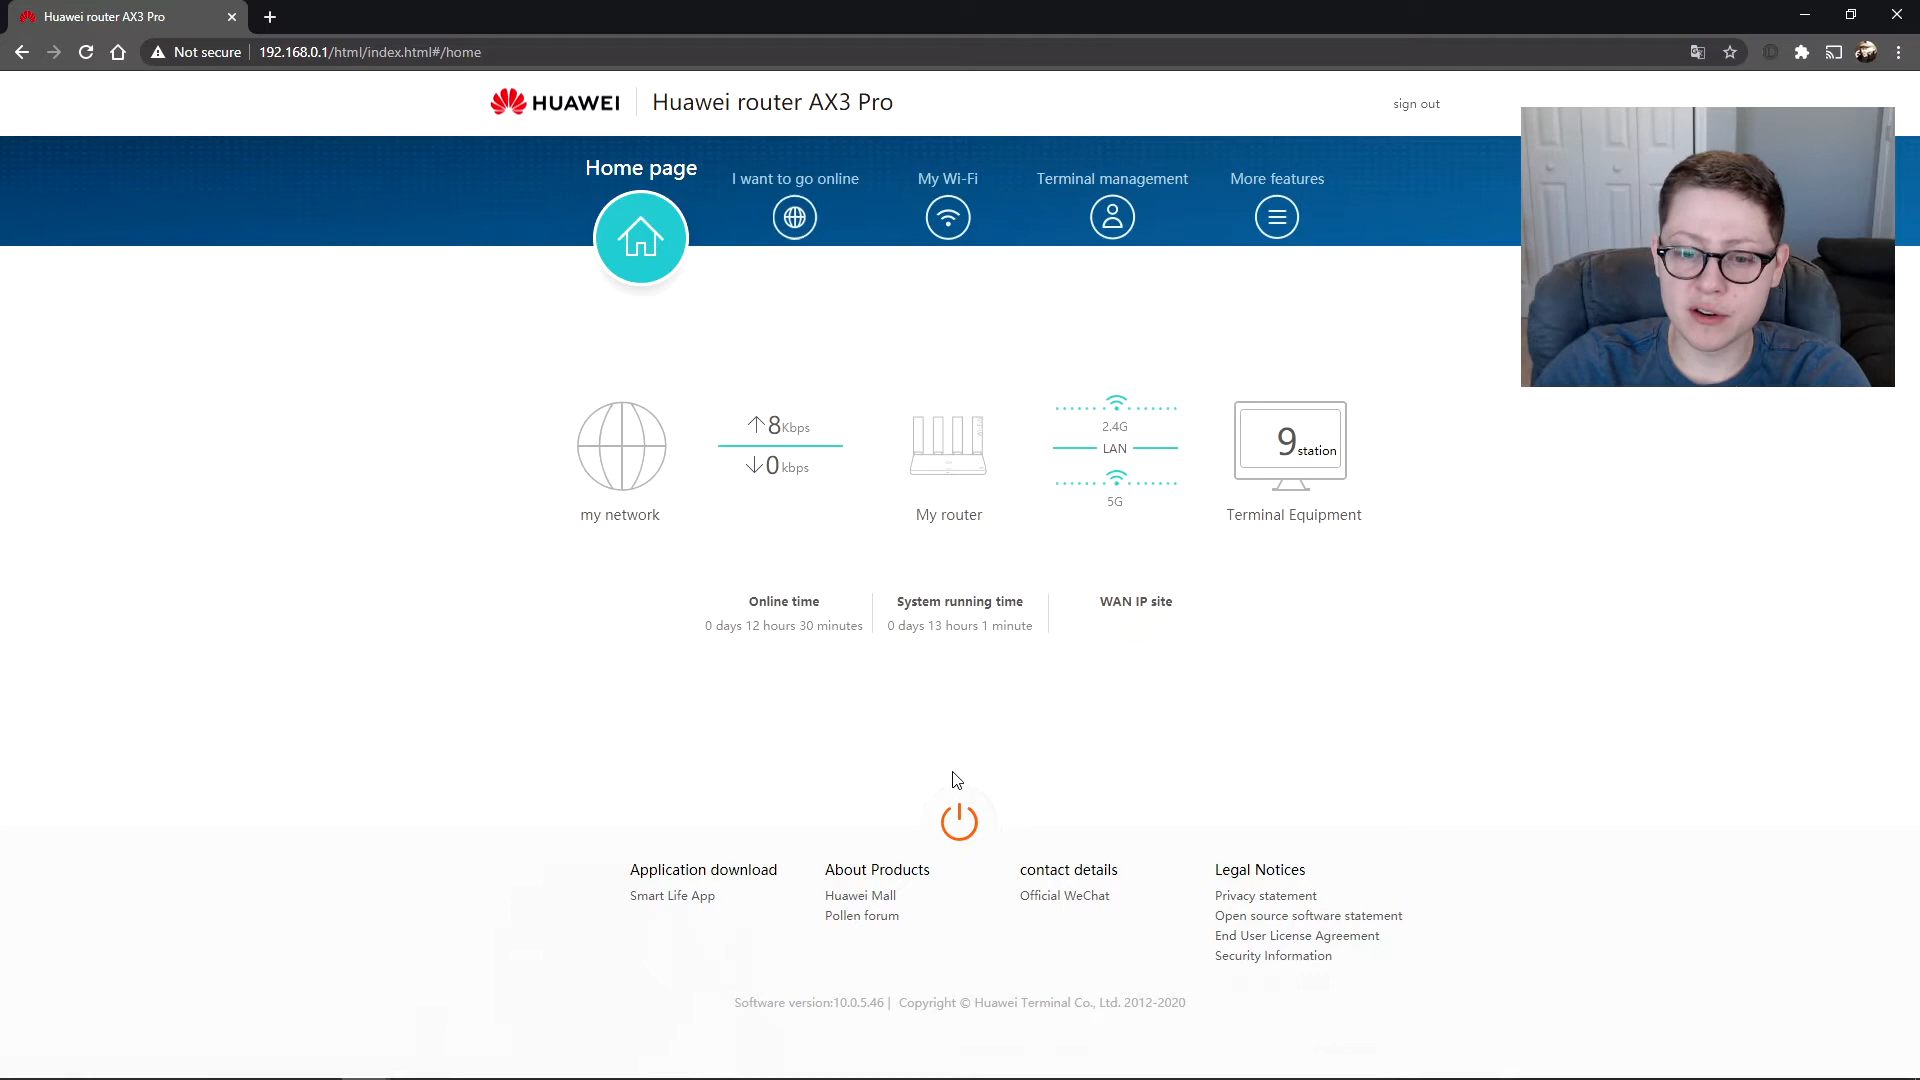 Huawei router AX3 Pro
Not secure
192.168.0.1/html/index.html#/home
HUAWEI
Huawei router AX3 Pro
sign out
Home page
I want to go online
My Wi-Fi
Terminal management
More features
↑8Kbps
↓0 kbps
2.4G
LAN
5G
9station
my network
My router
Terminal Equipment
Online time
0 days 12 hours 30 minutes
System running time
0 days 13 hours 1 minute
WAN IP site
Application download
Smart Life App
About Products
Huawei Mall
Pollen forum
contact details
Official WeChat
Legal Notices
Privacy statement
Open source software statement
End User License Agreement
Security Information
Software version:10.0.5.46 | Copyright © Huawei Terminal Co., Ltd. 2012-2020